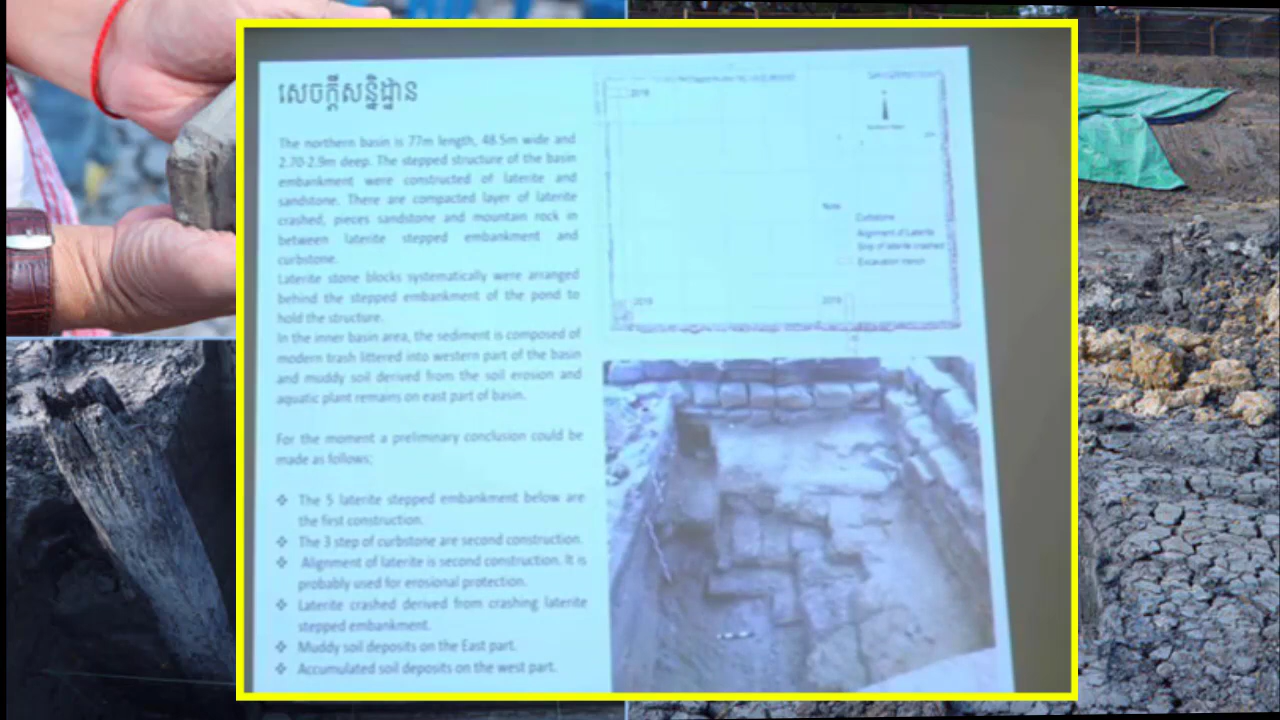 សេចក្តីសន្និដ្ឋាន
The northern basin is 77m length, 48.5m wide and
2.70-2.9m deep. The stepped structure of the basin
embankment were constructed of laterite and
sandstone. There are compacted layer of laterite
crashed, pieces sandstone and mountain rock in
between laterite stepped embankment and
curbstone.
Laterite stone blocks systematically were arranged
behind the stepped embankment of the pond to
hold the structure.
In the inner basin area, the sediment is composed of
modern trash littered into western part of the basin
and muddy soil derived from the soil erosion and
aquatic plant remains on east part of basin.
For the moment a preliminary conclusion could be
made as follows:
❖ The 5 laterite stepped embankment below are
the first construction.
❖ The 3 step of curbstone are second construction.
❖ Alignment of laterite is second construction. It is
probably used for erosional protection.
❖ Laterite crashed derived from crashing laterite
stepped embankment.
❖ Muddy soil deposits on the East part.
❖ Accumulated soil deposits on the west part.
2019
Note
Curbstone
Alignment of Laterite
Step of laterite crashed
Excavation trench
2019
2019